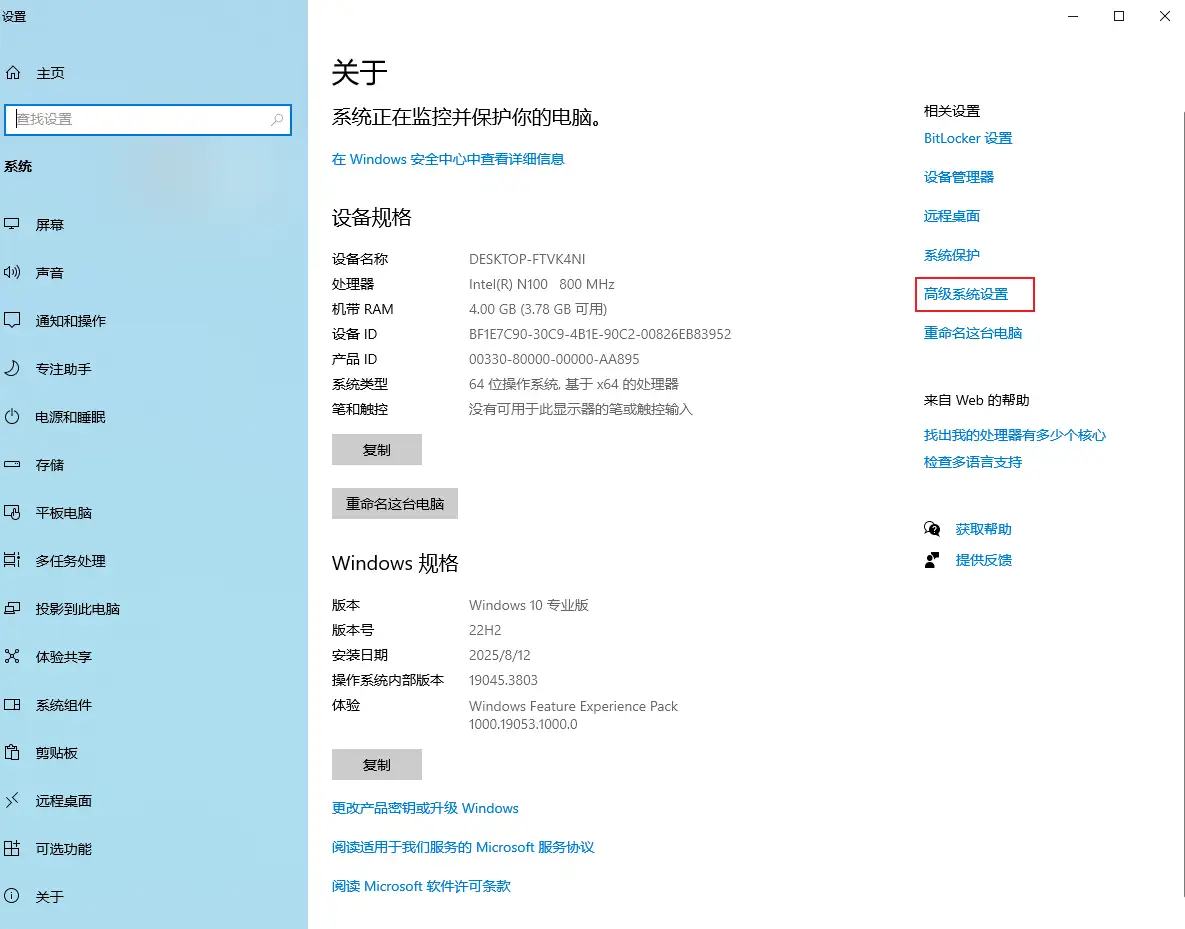 设置
主页
查找设置
系统
屏幕
声音
通知和操作
专注助手
电源和睡眠
存储
平板电脑
多任务处理
投影到此电脑
体验共享
系统组件
剪贴板
远程桌面
可选功能
关于
关于
系统正在监控并保护你的电脑。
在 Windows 安全中心中查看详细信息
设备规格
设备名称 DESKTOP-FTVK4NI
处理器 Intel(R) N100 800 MHz
机带 RAM 4.00 GB (3.78 GB 可用)
设备 ID BF1E7C90-30C9-4B1E-90C2-00826EB83952
产品 ID 00330-80000-00000-AA895
系统类型 64 位操作系统, 基于 x64 的处理器
笔和触控 没有可用于此显示器的笔或触控输入
复制
重命名这台电脑
Windows 规格
版本 Windows 10 专业版
版本号 22H2
安装日期 2025/8/12
操作系统内部版本 19045.3803
体验 Windows Feature Experience Pack
1000.19053.1000.0
复制
更改产品密钥或升级 Windows
阅读适用于我们服务的 Microsoft 服务协议
阅读 Microsoft 软件许可条款
相关设置
BitLocker 设置
设备管理器
远程桌面
系统保护
高级系统设置
重命名这台电脑
来自 Web 的帮助
找出我的处理器有多少个核心
检查多语言支持
获取帮助
提供反馈